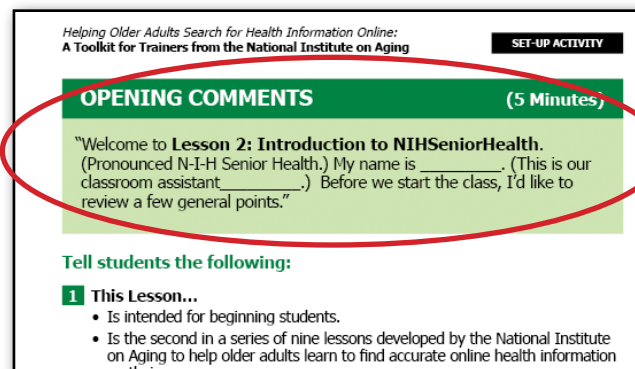 Helping Older Adults Search for Health Information Online:
A Toolkit for Trainers from the National Institute on Aging
SET-UP ACTIVITY
OPENING COMMENTS (5 Minutes)
“Welcome to Lesson 2: Introduction to NIHSeniorHealth.
(Pronounced N-I-H Senior Health.) My name is _________. (This is our
classroom assistant_________.)  Before we start the class, I’d like to
review a few general points.”
Tell students the following:
1 This Lesson...
• Is intended for beginning students.
• Is the second in a series of nine lessons developed by the National Institute
on Aging to help older adults learn to find accurate online health information